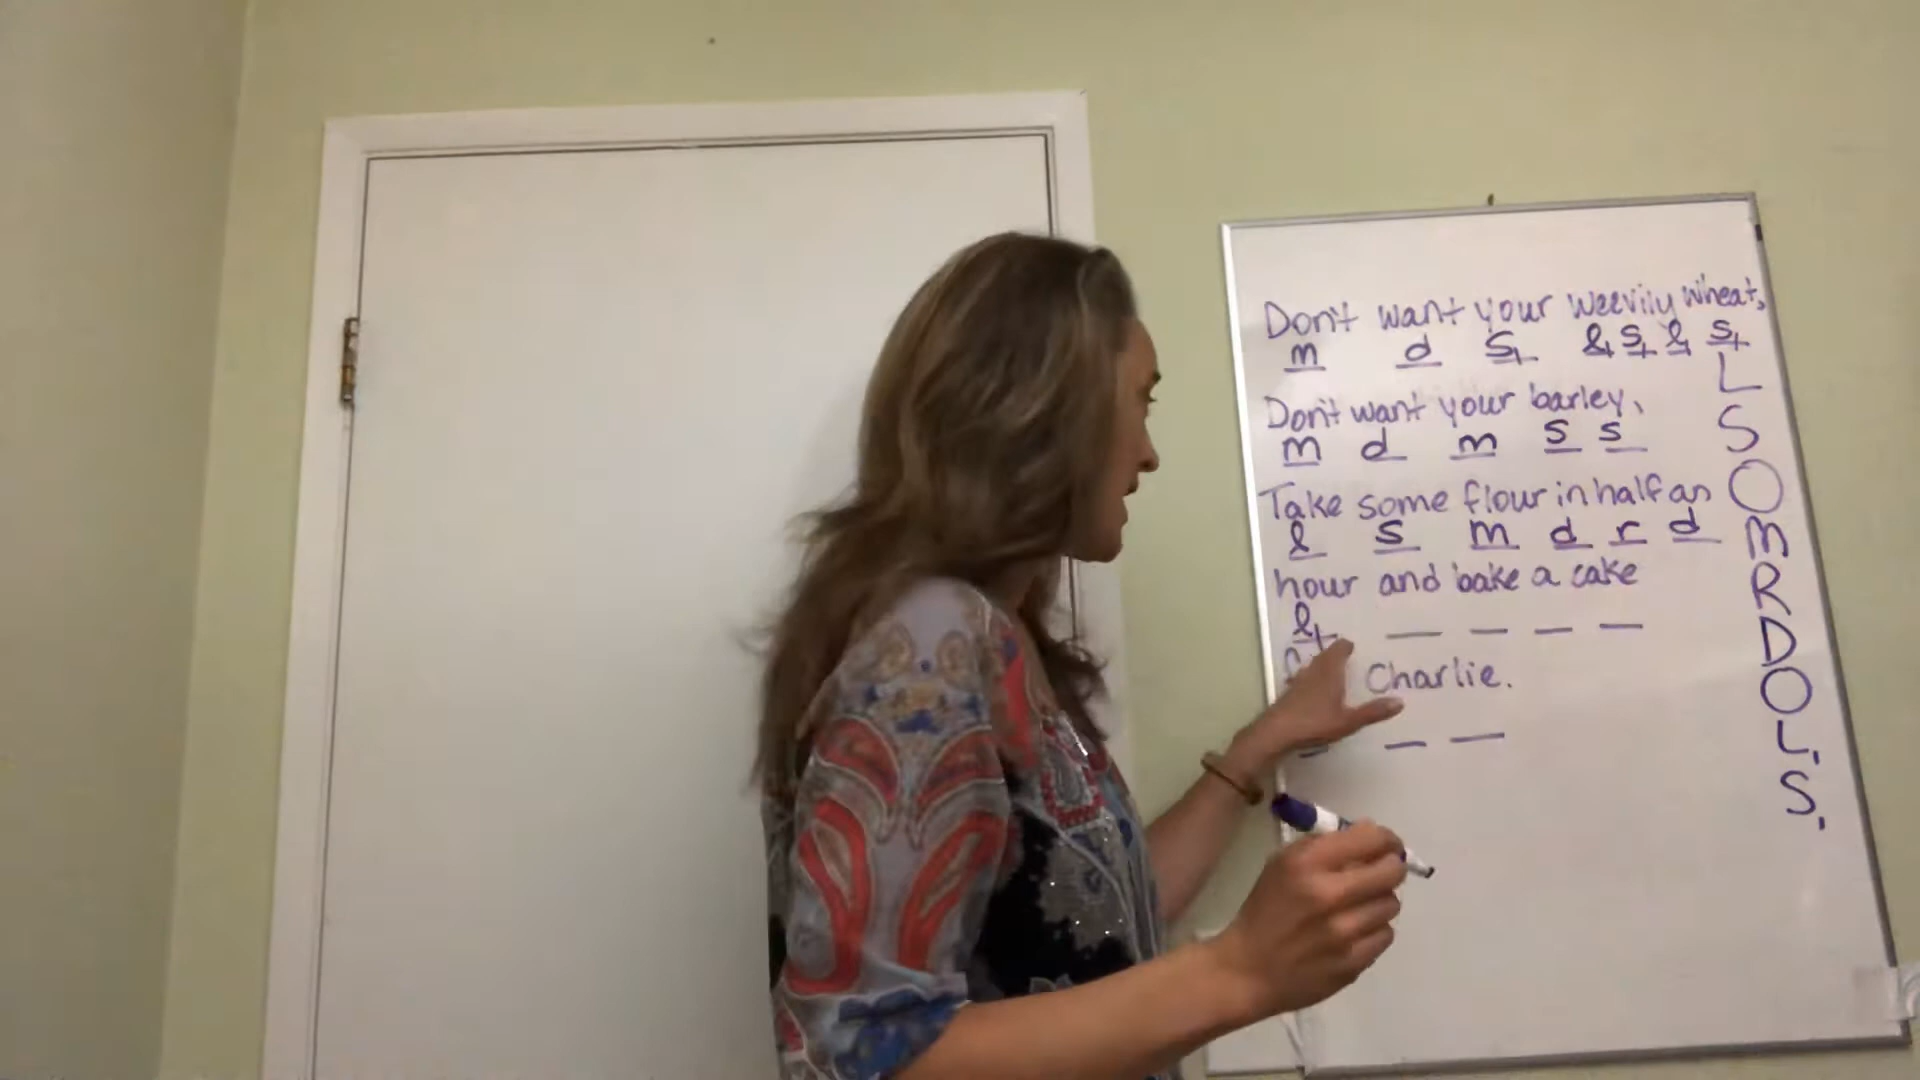 Don't want your weevily wheat,
m d s, l, s, l, s,
Don't want your barley,
m d m s s
Take some flour in half an
l s m d r d
hour and bake a cake
l,
Charlie.
L
S
O
M
R
D
O
L'
S'